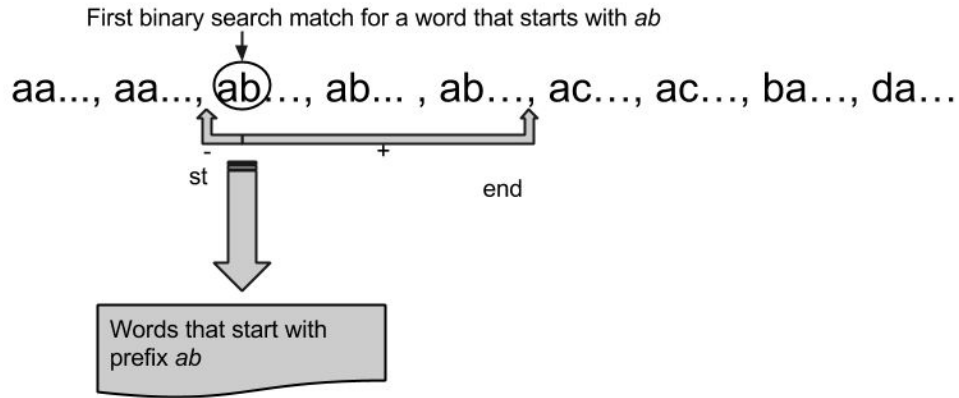 First binary search match for a word that starts with ab
aa..., aa..., ab..., ab... , ab..., ac..., ac..., ba..., da...
- +
st end
Words that start with
prefix ab